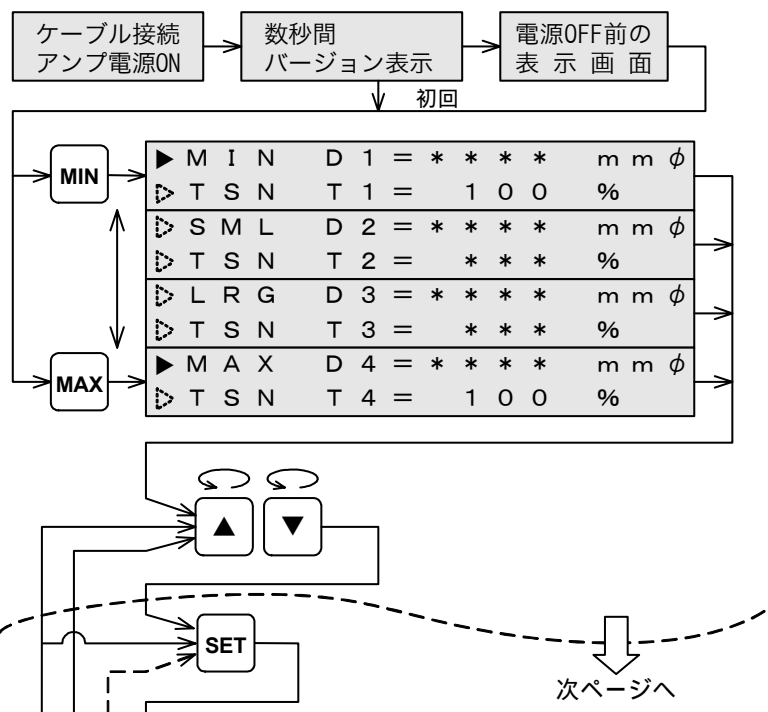 ケーブル接続
アンプ電源ON
数秒間
バージョン表示
電源OFF前の
表示画面
初回
MIN
▶MIN D1=**** mmφ
▷TSN T1= 100 %
▷SML D2=**** mmφ
▷TSN T2= *** %
▷LRG D3=**** mmφ
▷TSN T3= *** %
MAX
▶MAX D4=**** mmφ
▷TSN T4= 100 %
▲
▼
SET
次ページへ